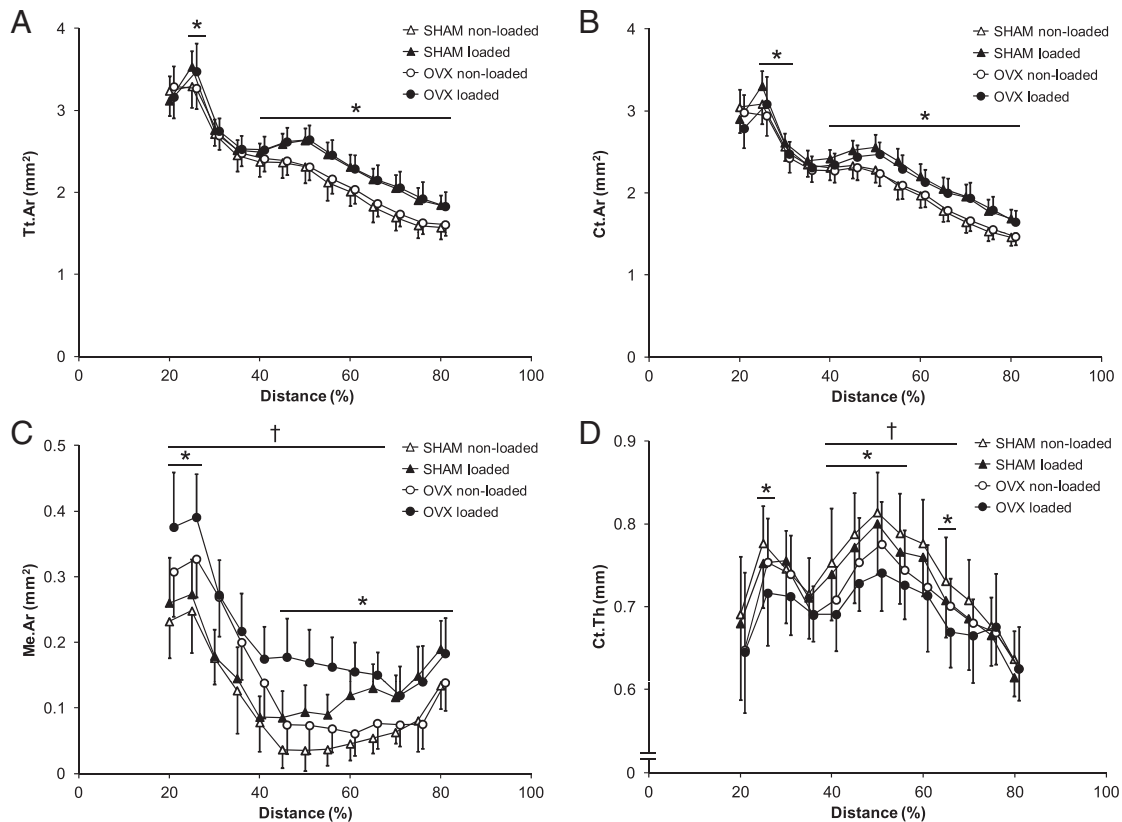 A
*
SHAM non-loaded
SHAM loaded
OVX non-loaded
OVX loaded
*
4
3
2
1
0
Tt.Ar (mm²)
0 20 40 60 80 100
Distance (%)
B
*
SHAM non-loaded
SHAM loaded
OVX non-loaded
OVX loaded
*
4
3
2
1
0
Ct.Ar (mm²)
0 20 40 60 80 100
Distance (%)
C
†
*
SHAM non-loaded
SHAM loaded
OVX non-loaded
OVX loaded
*
0.5
0.4
0.3
0.2
0.1
0
Me.Ar (mm²)
0 20 40 60 80 100
Distance (%)
D
†
*
*
*
SHAM non-loaded
SHAM loaded
OVX non-loaded
OVX loaded
0.9
0.8
0.7
0.6
0
Ct.Th (mm)
0 20 40 60 80 100
Distance (%)